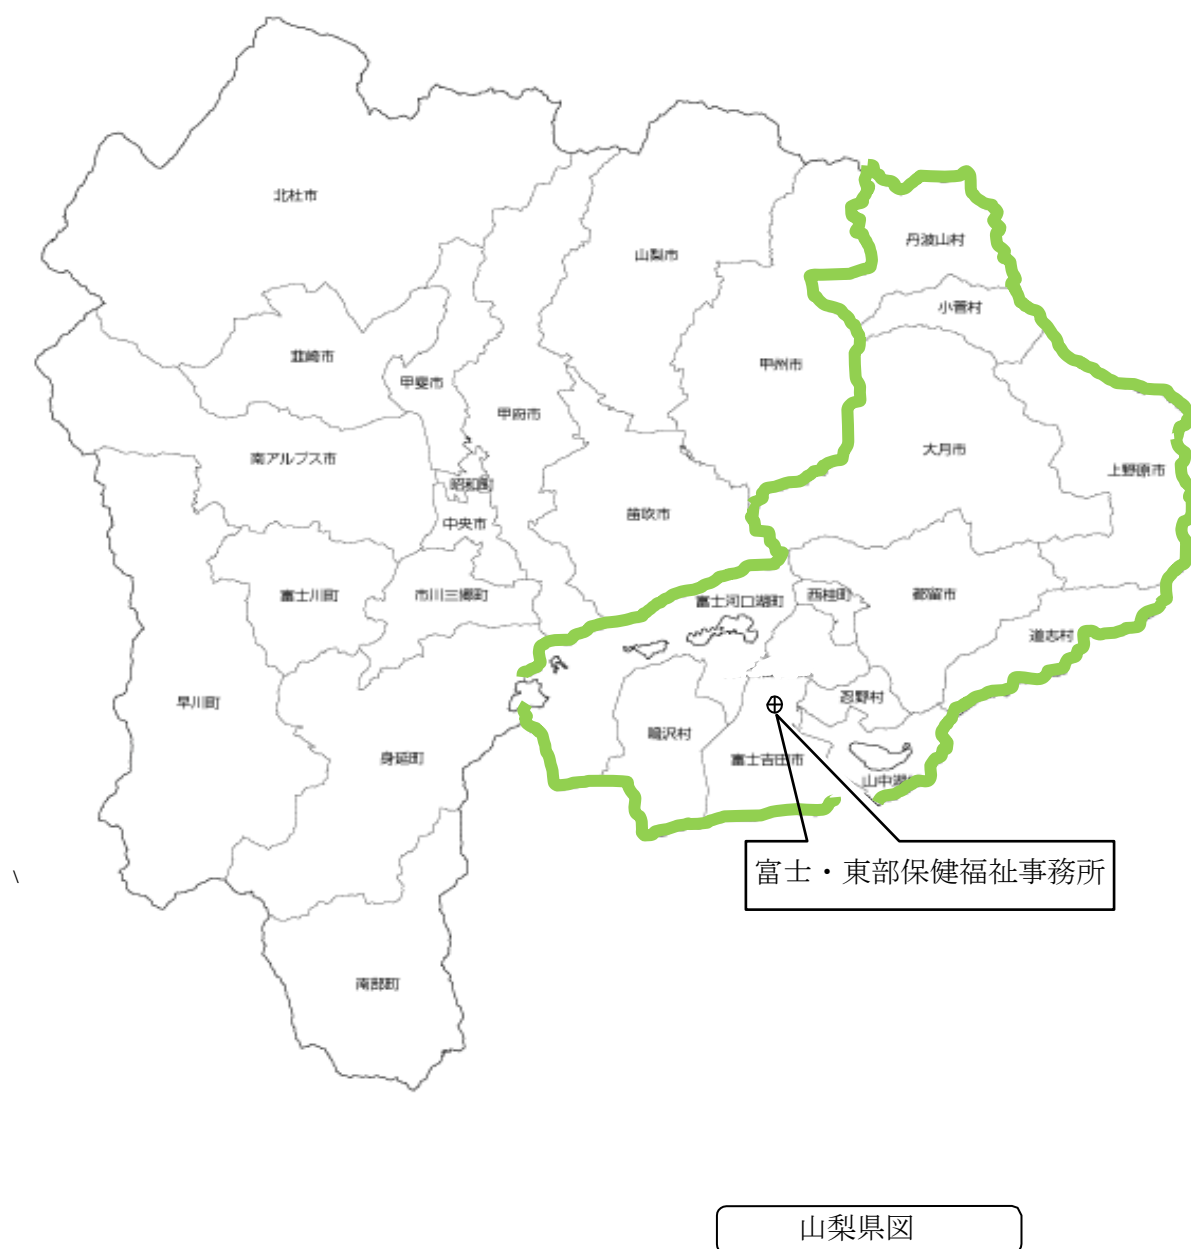 北杜市
丹波山村
山梨市
小菅村
韮崎市
甲州市
甲斐市
甲府市
大月市
南アルプス市
上野原市
昭和町
笛吹市
中央市
富士川町
市川三郷町
西桂町
都留市
富士河口湖町
道志村
忍野村
早川町
鳴沢村
身延町
富士吉田市
山中湖
富士・東部保健福祉事務所
\
南部町
山梨県図